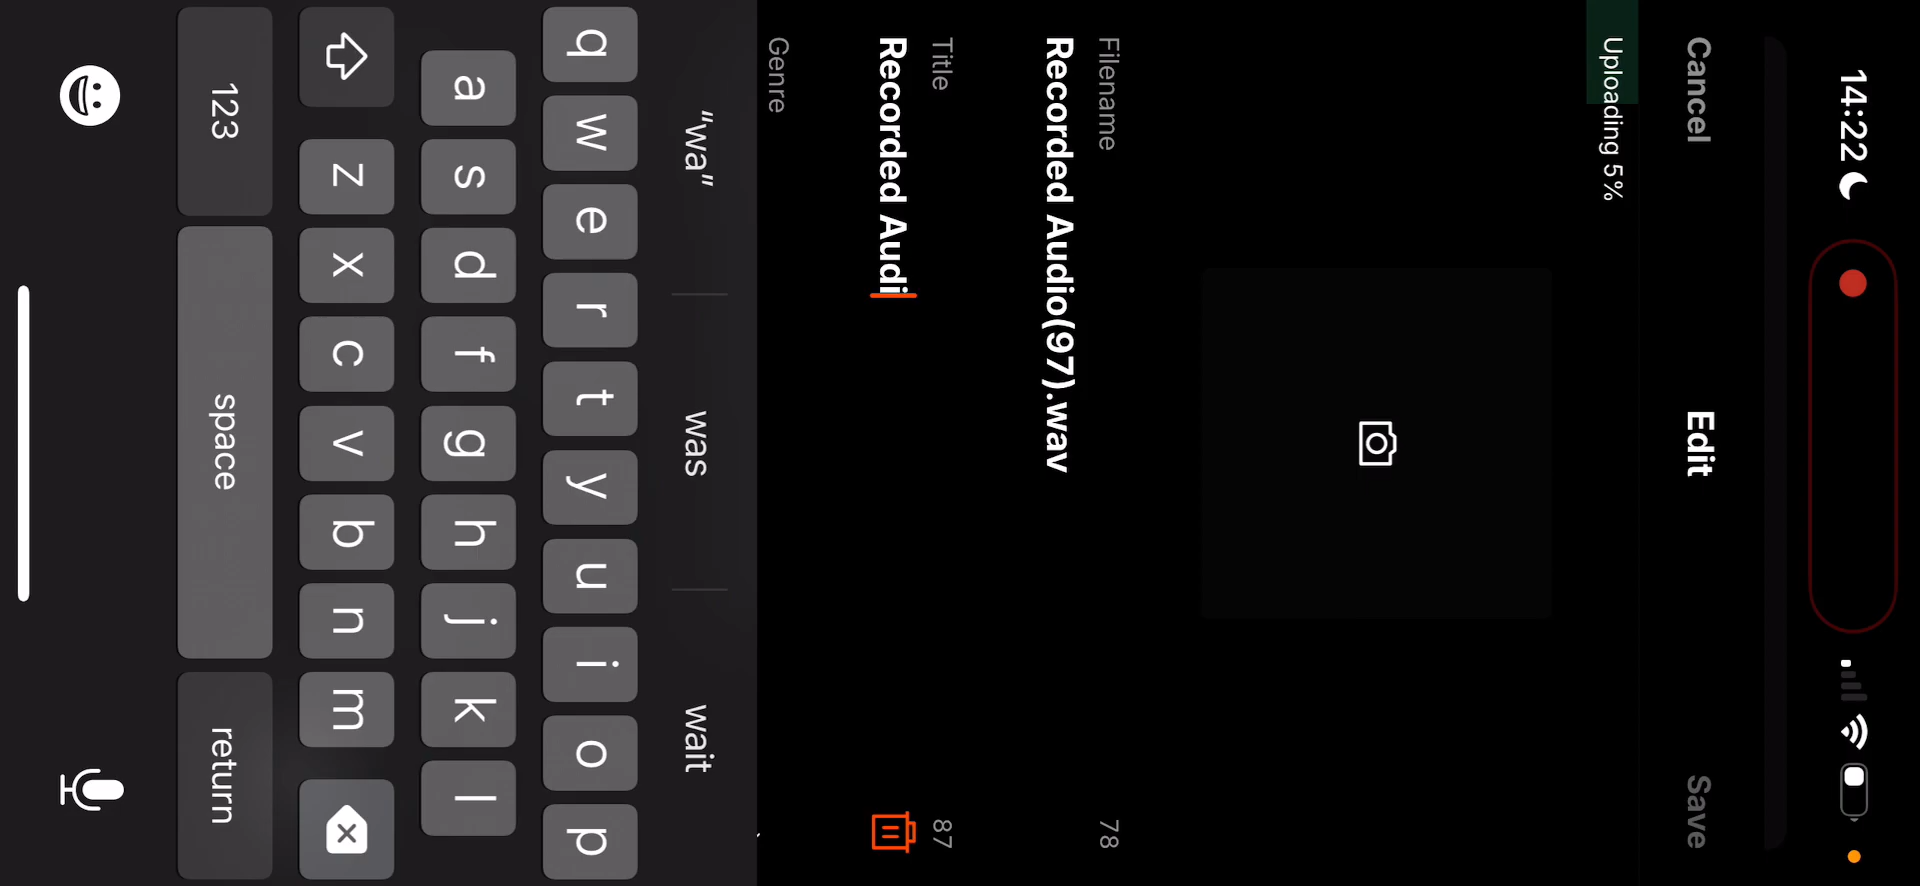 14:22
Cancel Edit Save
Uploading 5%
Filename 78
Recorded Audio(97).wav
Title 87
Recorded Audi
Genre
"wa" was wait
q w e r t y u i o p
a s d f g h j k l
z x c v b n m
123 space return